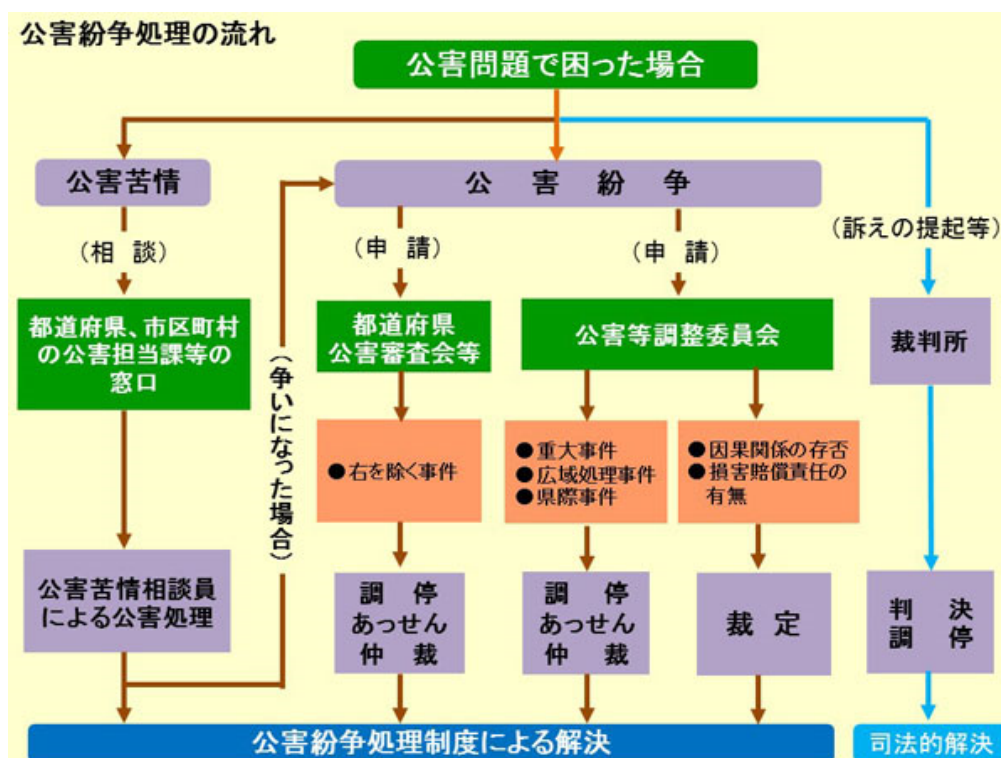 公害紛争処理の流れ
公害問題で困った場合
公害苦情
公害紛争
(相談)
(申請)
(申請)
(訴えの提起等)
都道府県、市区町村
の公害担当課等の
窓口
(争いになった場合)
都道府県
公害審査会等
公害等調整委員会
裁判所
●右を除く事件
●重大事件
●広域処理事件
●県際事件
●因果関係の存否
●損害賠償責任の
有無
公害苦情相談員
による公害処理
調停
あっせん
仲裁
調停
あっせん
仲裁
裁定
判決
調停
公害紛争処理制度による解決
司法的解決